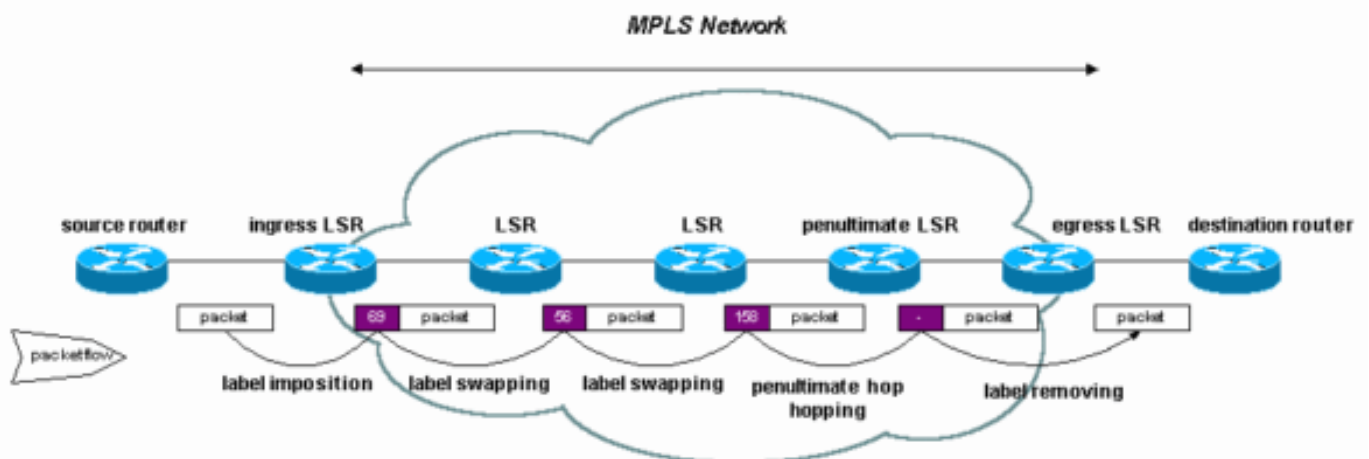 MPLS Network
source router
ingress LSR
LSR
LSR
penultimate LSR
egress LSR
destination router
packet
69 packet
56 packet
158 packet
- packet
packet
packetflow
label imposition
label swapping
label swapping
penultimate hop
hopping
label removing